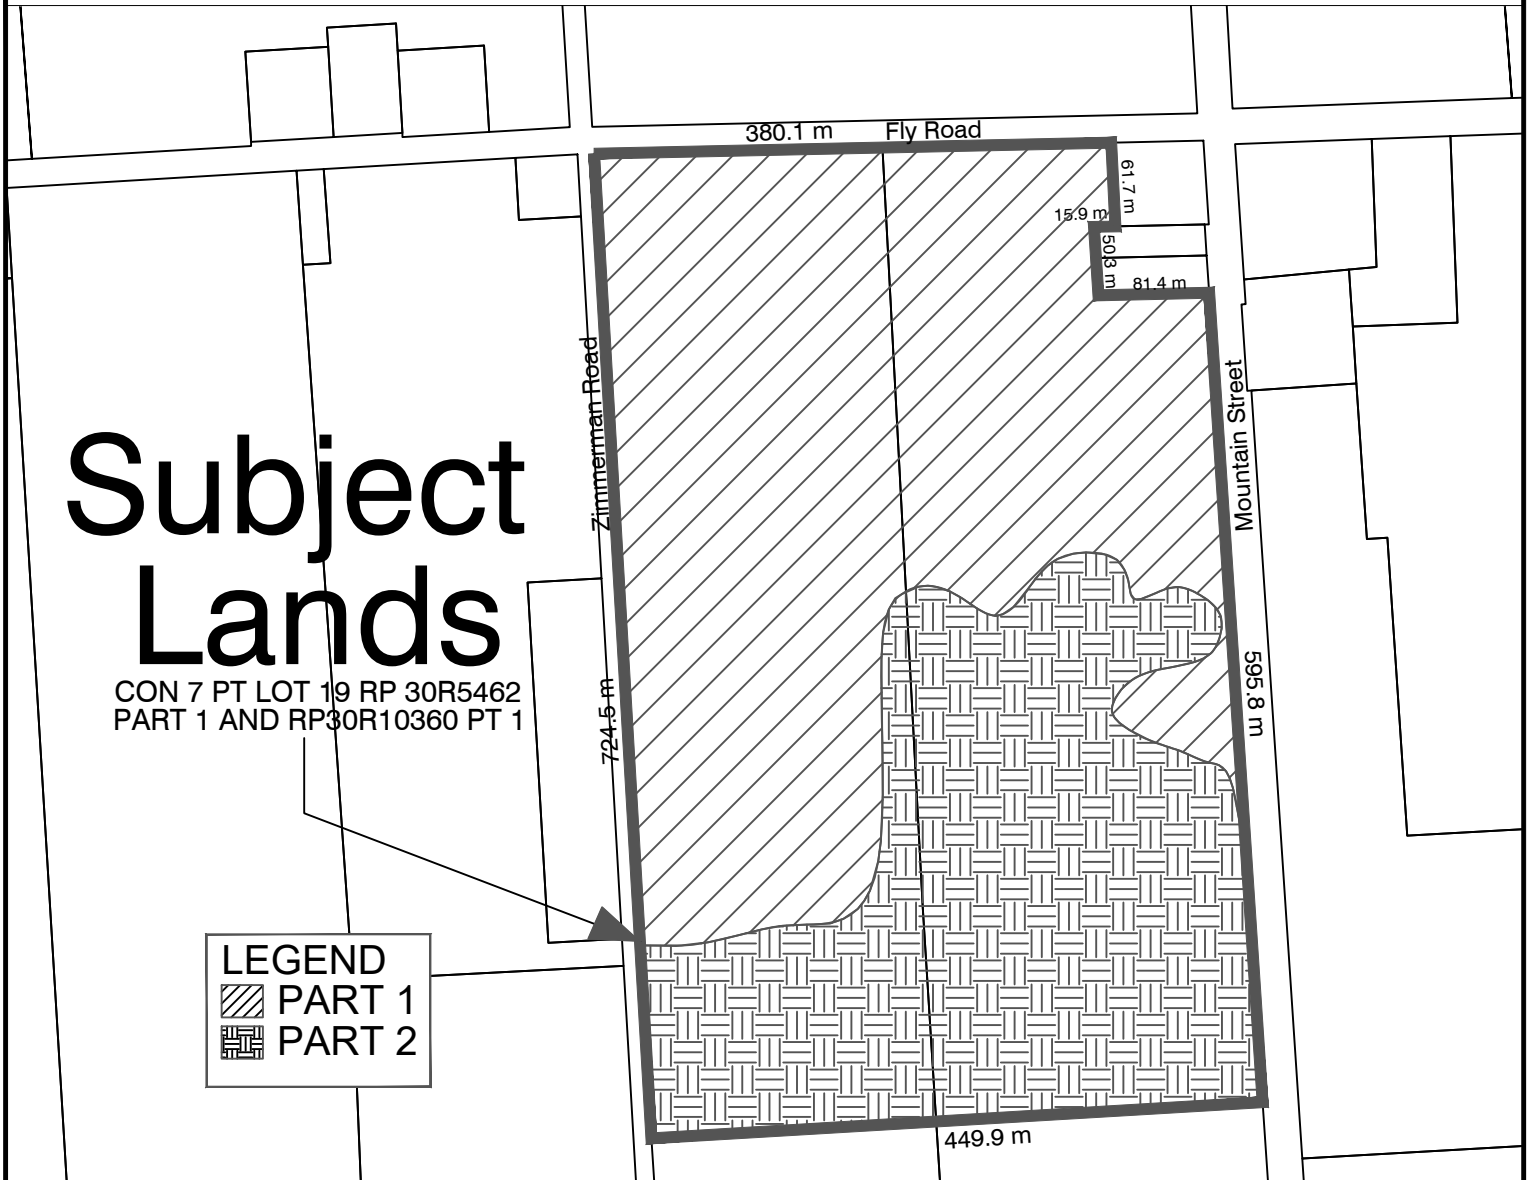 380.1 m
Fly Road
61.7 m
15.9 m
50.3 m
81.4 m
Zimmerman Road
Mountain Street
Subject
Lands
CON 7 PT LOT 19 RP 30R5462
PART 1 AND RP30R10360 PT 1
724.5 m
595.8 m
LEGEND
PART 1
PART 2
449.9 m